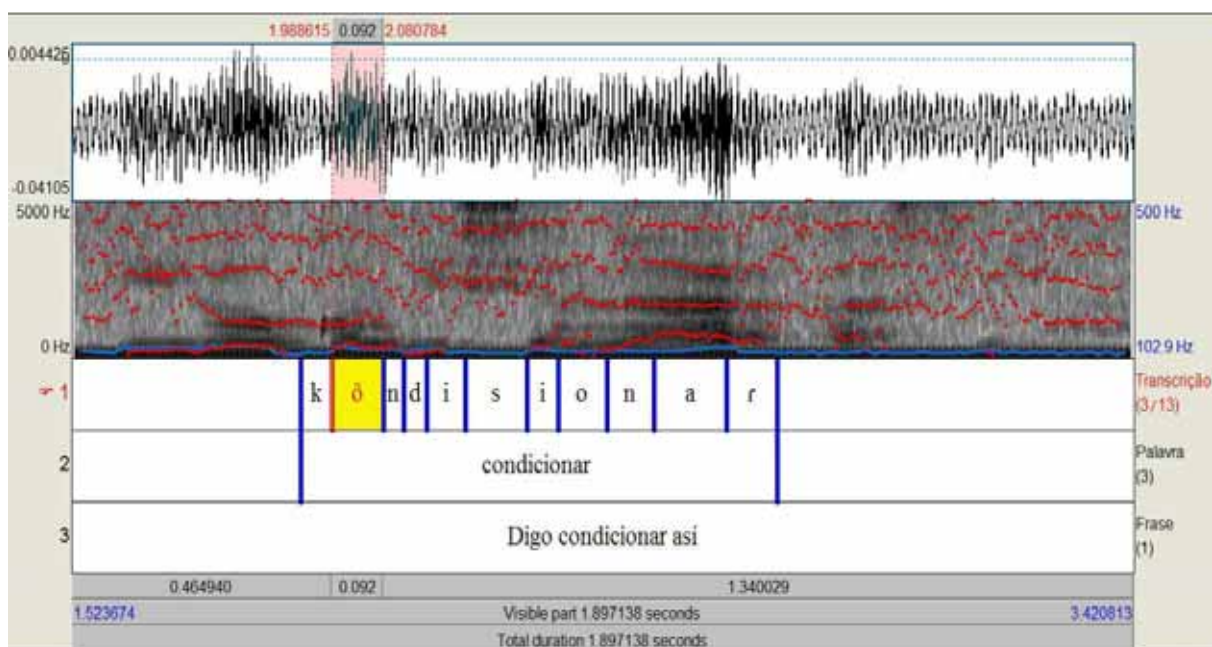 1.988615 0.092 2.080784
0.004426
0
-0.04105
5000 Hz 500 Hz
0 Hz 102.9 Hz
1 k õ n d i s i o n a ɾ Transcrição
(3/13)
2 condicionar Palavra
(3)
3 Digo condicionar así Frase
(1)
0.464940 0.092 1.340029
1.523674 Visible part 1.897138 seconds 3.420813
Total duration 1.897138 seconds